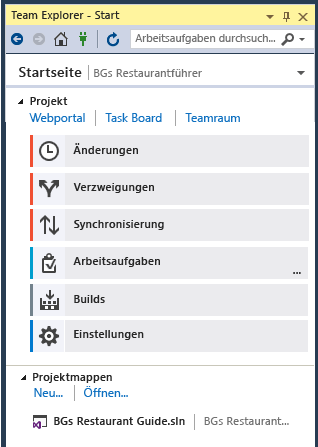 Team Explorer - Start
Arbeitsaufgaben durchsuch...
Startseite | BGs Restaurantführer
Projekt
Webportal | Task Board | Teamraum
Änderungen
Verzweigungen
Synchronisierung
Arbeitsaufgaben
...
Builds
Einstellungen
Projektmappen
Neu... | Öffnen...
BGs Restaurant Guide.sln | BGs Restaurant...